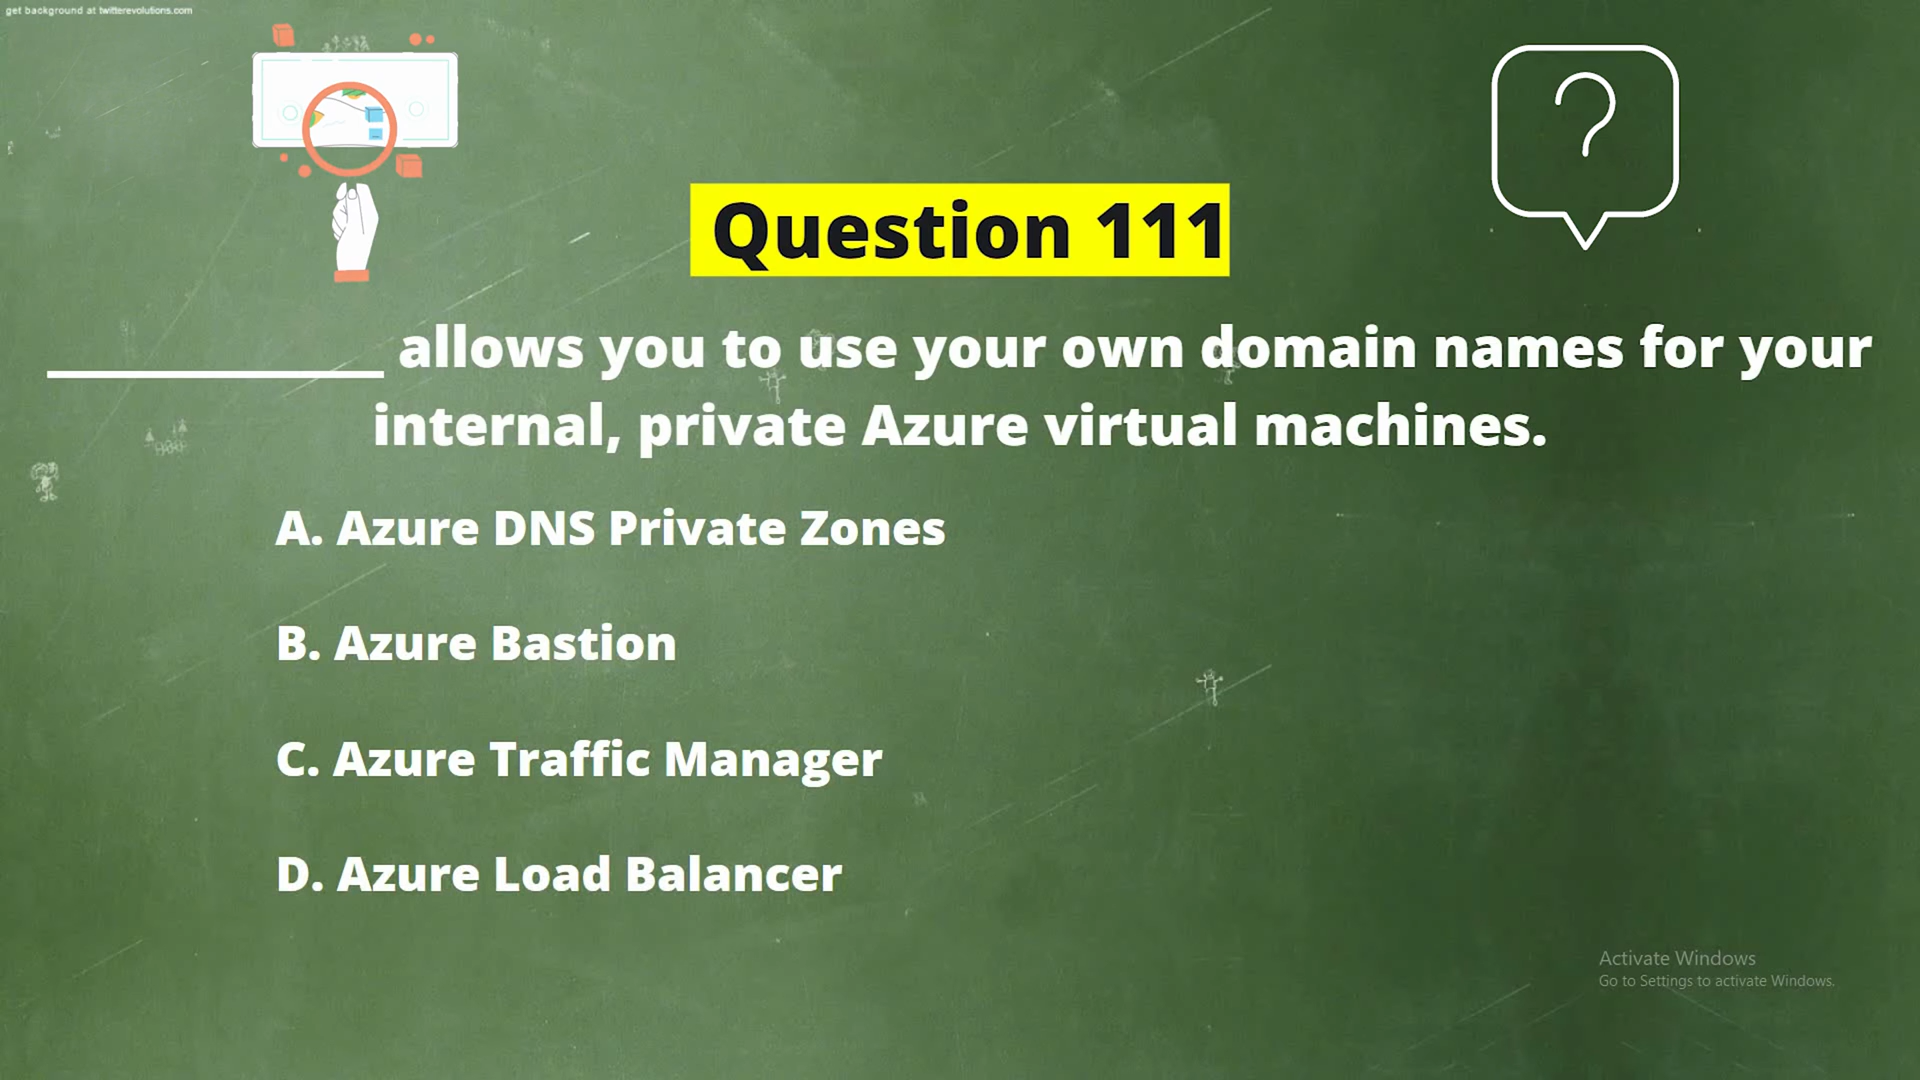 get background at twitterevolutions.com
Question 111
____________ allows you to use your own domain names for your
internal, private Azure virtual machines.
A. Azure DNS Private Zones
B. Azure Bastion
C. Azure Traffic Manager
D. Azure Load Balancer
Activate Windows
Go to Settings to activate Windows.